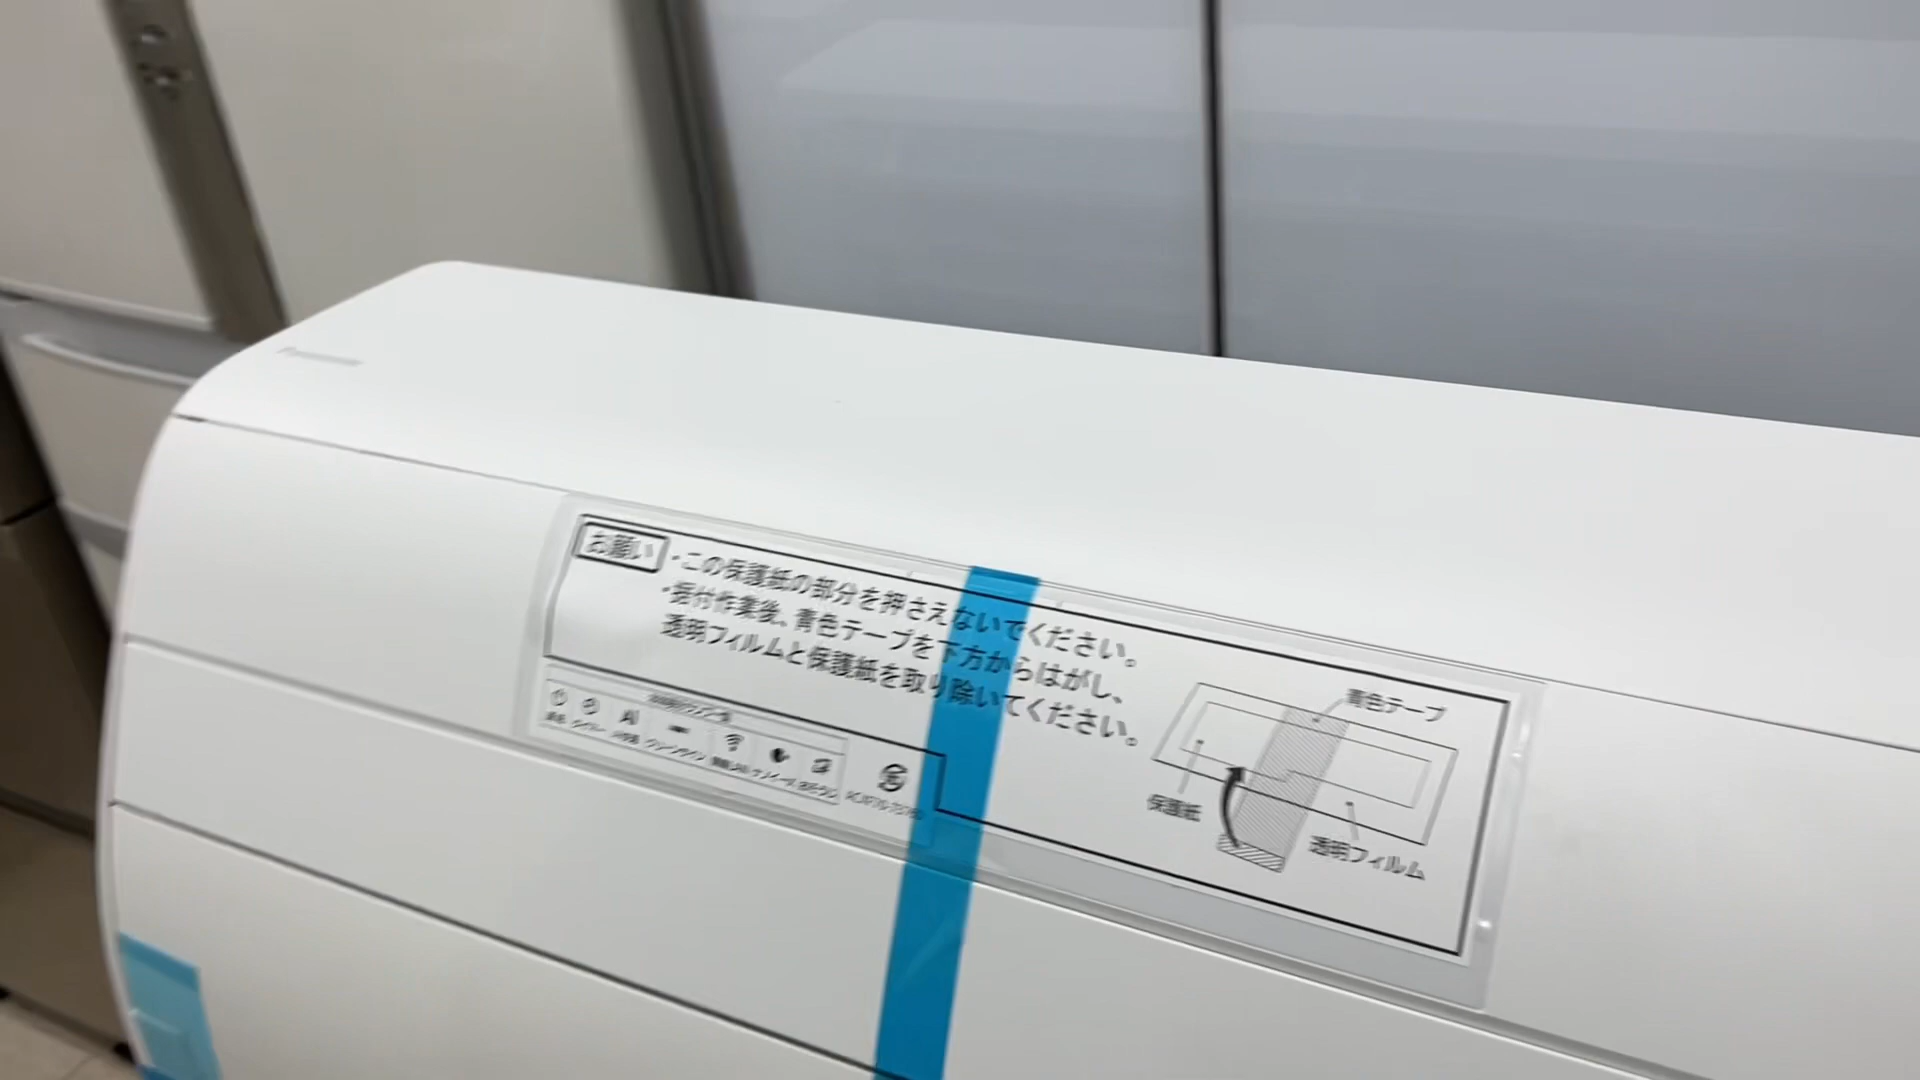 お願い
・この保護紙の部分を押さえないでください。
・据付作業後、青色テープを下方からはがし、
透明フィルムと保護紙を取り除いてください。
青色テープ
保護紙
透明フィルム
AI